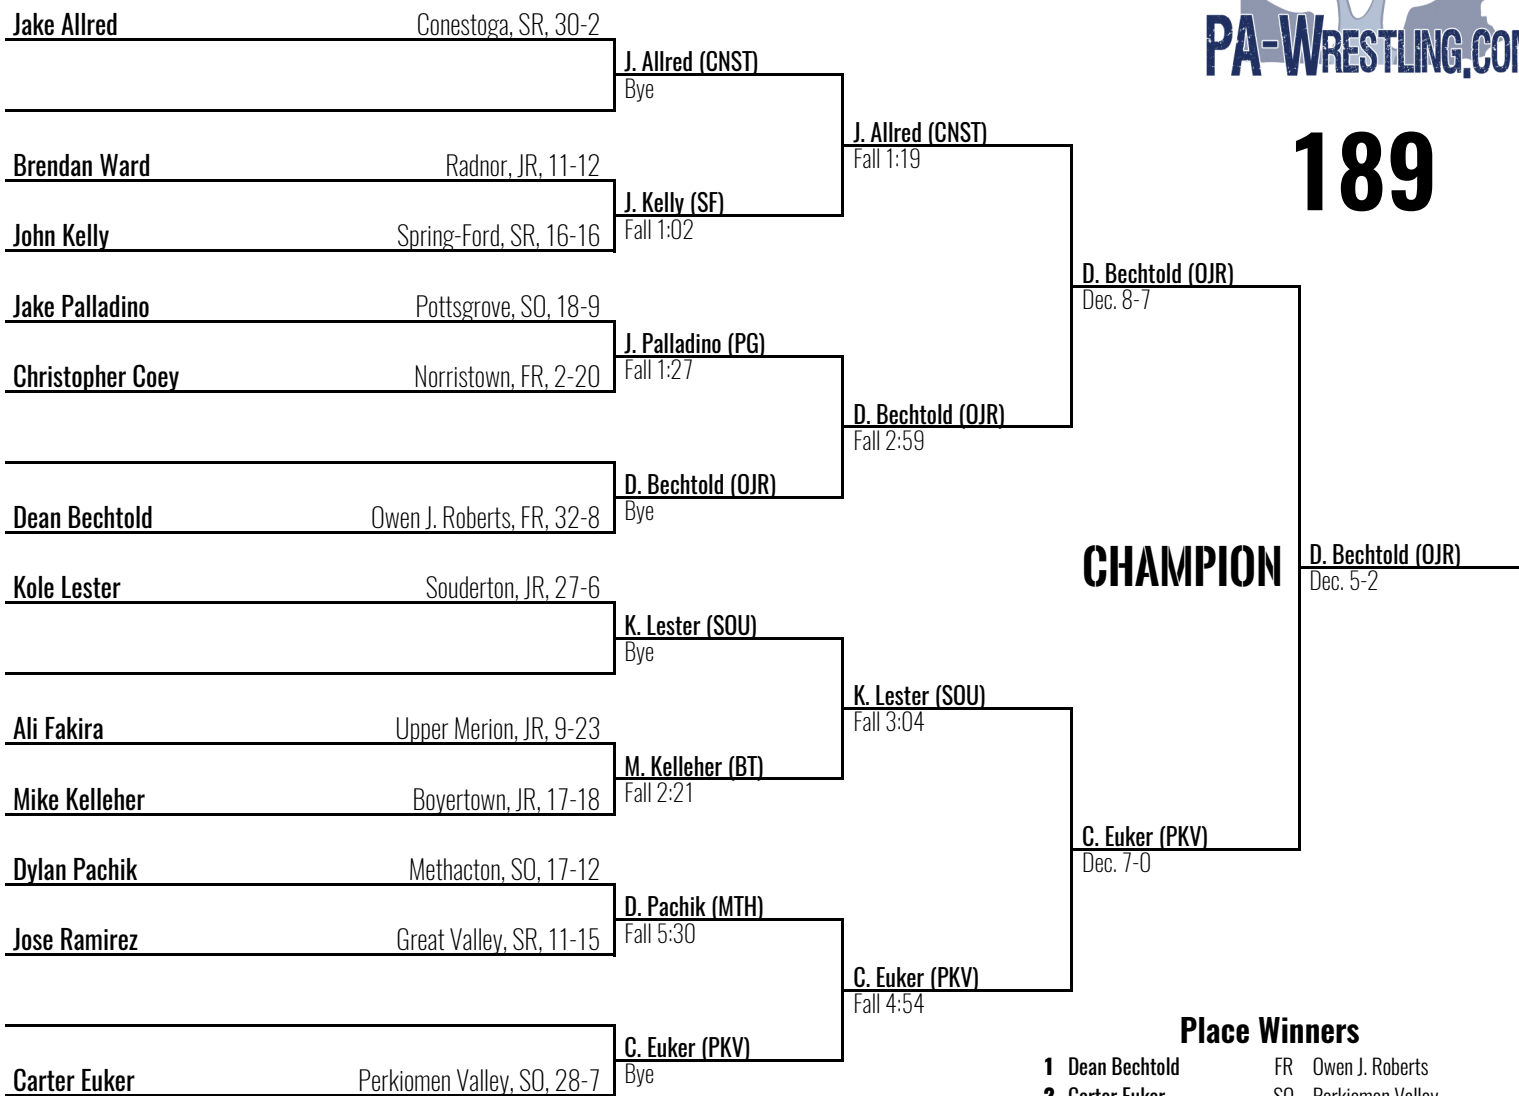 Jake Allred Conestoga, SR, 30-2
J. Allred (CNST)
Bye
PA-WRESTLING.COM
189
J. Allred (CNST)
Fall 1:19
Brendan Ward Radnor, JR, 11-12
J. Kelly (SF)
Fall 1:02
John Kelly Spring-Ford, SR, 16-16
D. Bechtold (OJR)
Dec. 8-7
Jake Palladino Pottsgrove, SO, 18-9
J. Palladino (PG)
Fall 1:27
Christopher Coey Norristown, FR, 2-20
D. Bechtold (OJR)
Fall 2:59
D. Bechtold (OJR)
Bye
Dean Bechtold Owen J. Roberts, FR, 32-8
CHAMPION
D. Bechtold (OJR)
Dec. 5-2
Kole Lester Souderton, JR, 27-6
K. Lester (SOU)
Bye
K. Lester (SOU)
Fall 3:04
Ali Fakira Upper Merion, JR, 9-23
M. Kelleher (BT)
Fall 2:21
Mike Kelleher Boyertown, JR, 17-18
C. Euker (PKV)
Dec. 7-0
Dylan Pachik Methacton, SO, 17-12
D. Pachik (MTH)
Fall 5:30
Jose Ramirez Great Valley, SR, 11-15
C. Euker (PKV)
Fall 4:54
C. Euker (PKV)
Bye
Carter Euker Perkiomen Valley, SO, 28-7
Place Winners
1 Dean Bechtold FR Owen J. Roberts
2 Carter Euker SO Perkiomen Valley